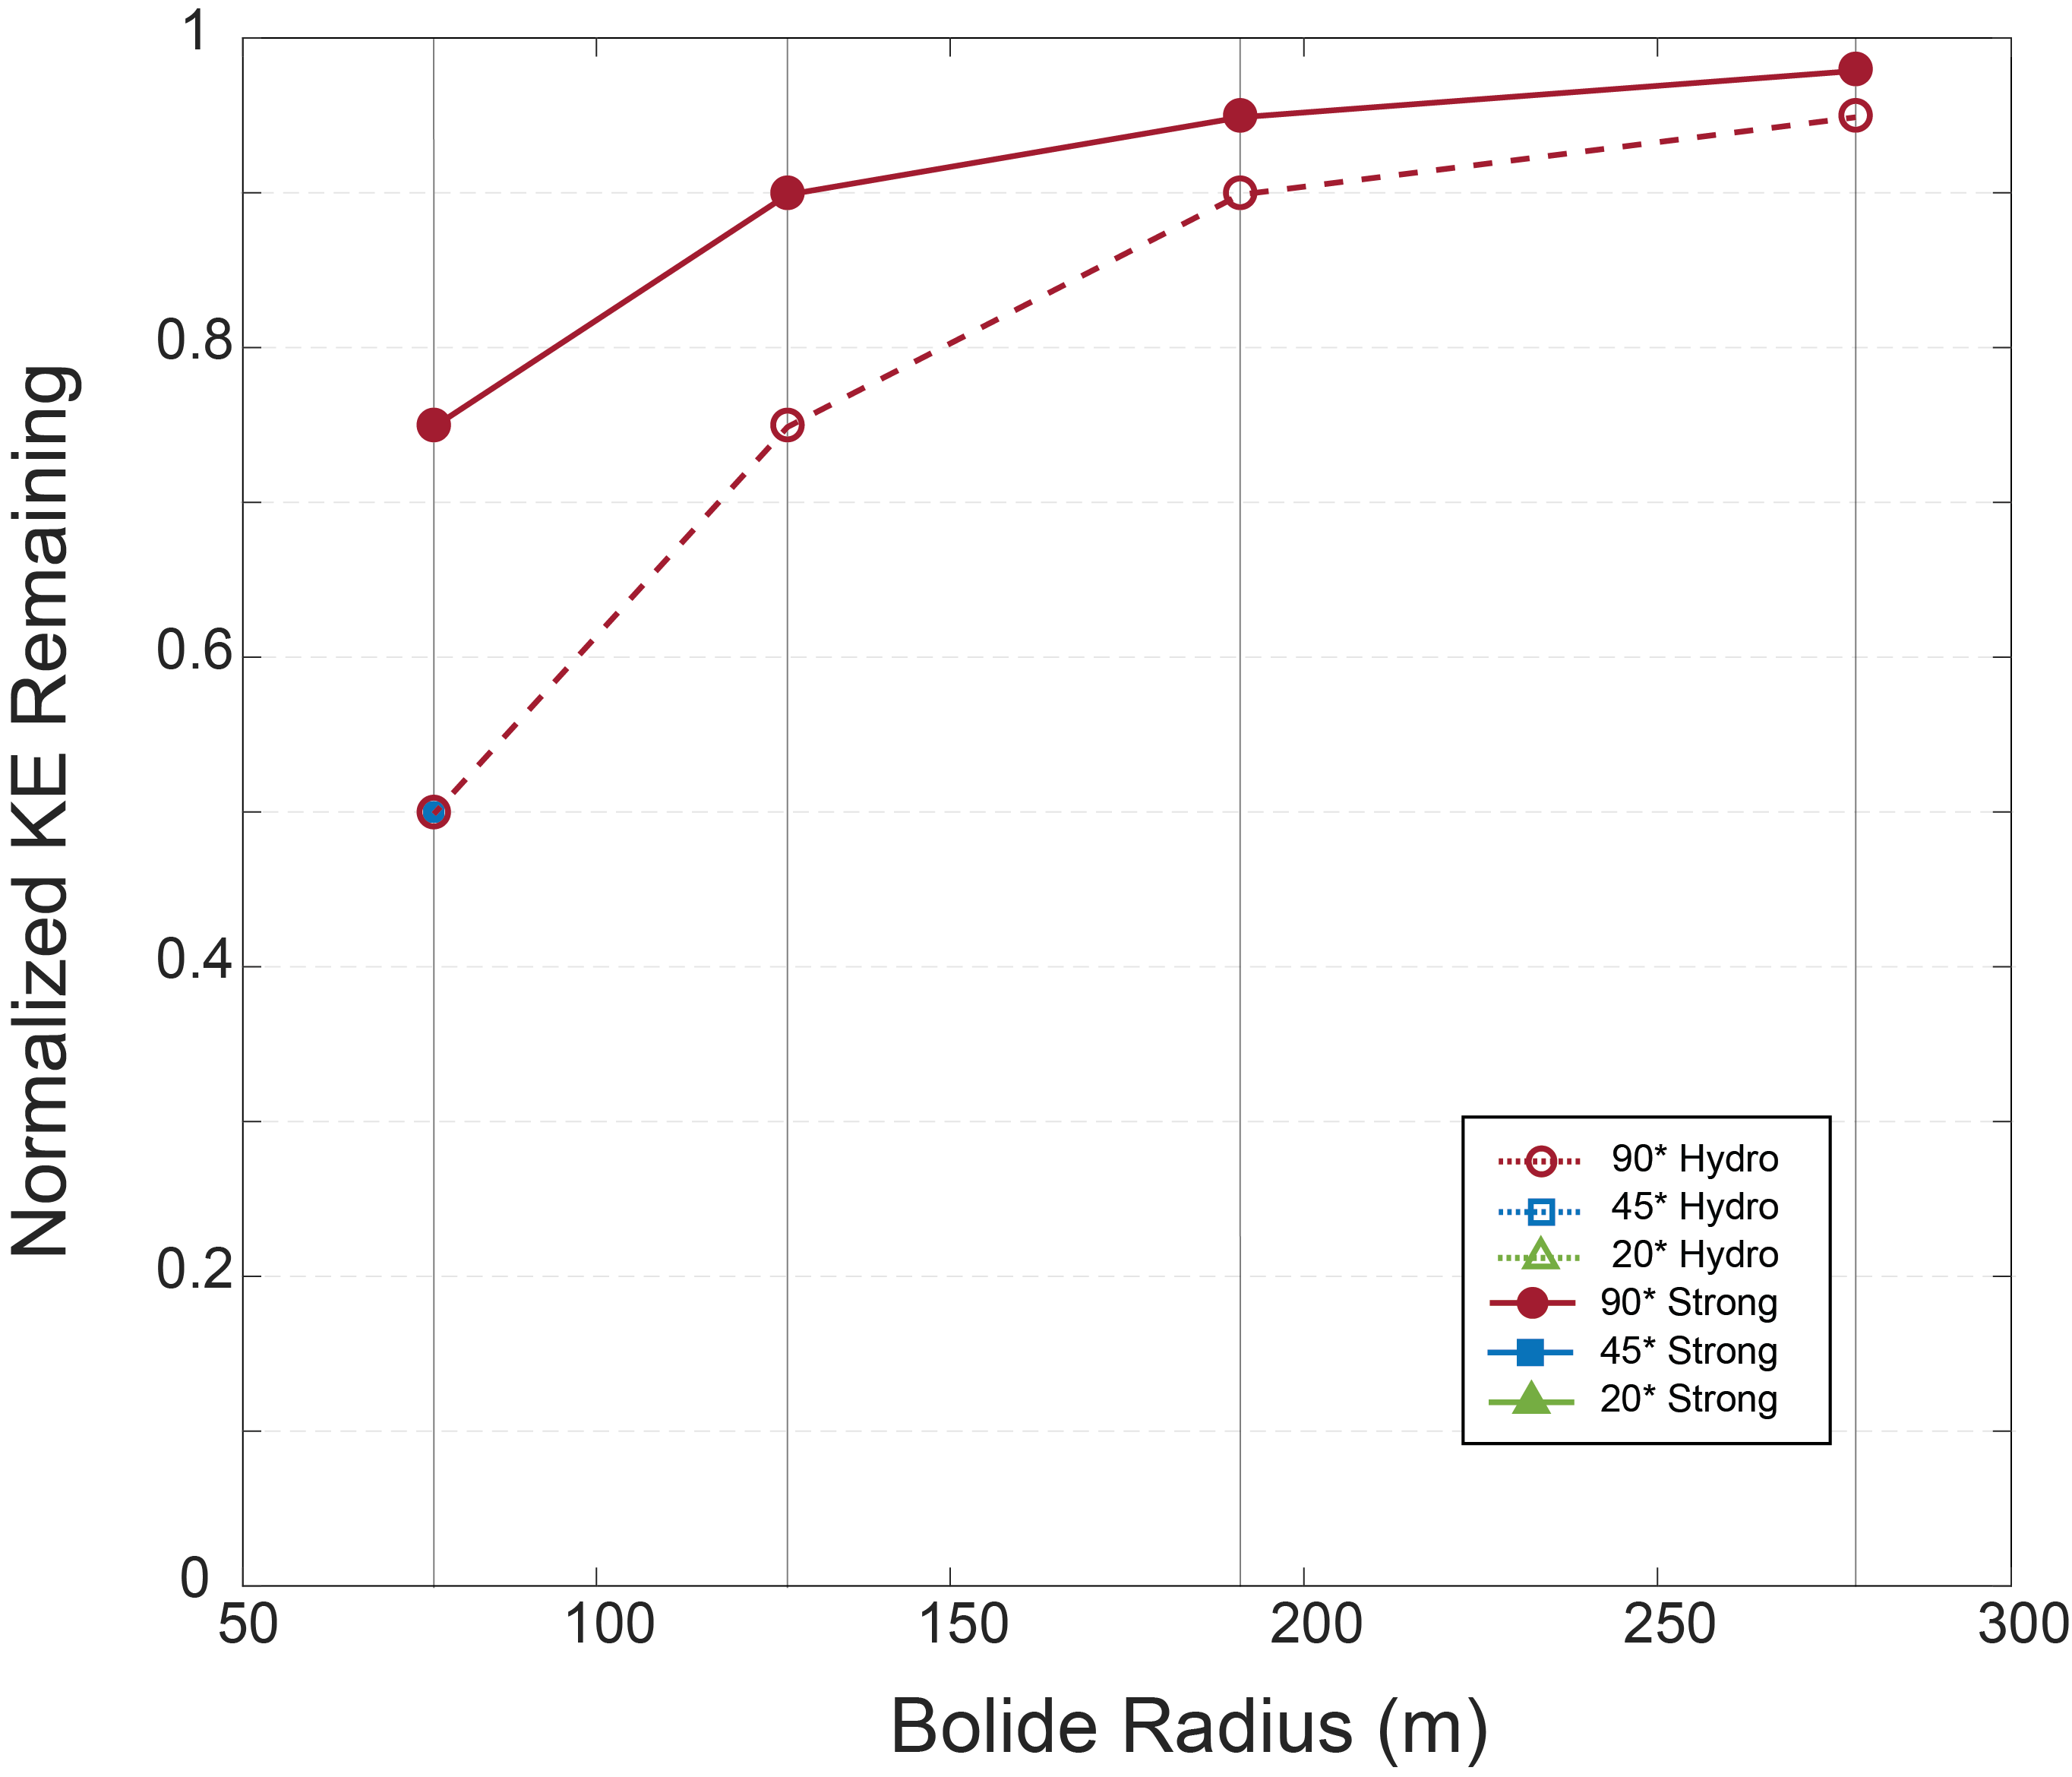 1
0.8
0.6
0.4
0.2
0
Normalized KE Remaining
50 100 150 200 250 300
Bolide Radius (m)
90* Hydro
45* Hydro
20* Hydro
90* Strong
45* Strong
20* Strong